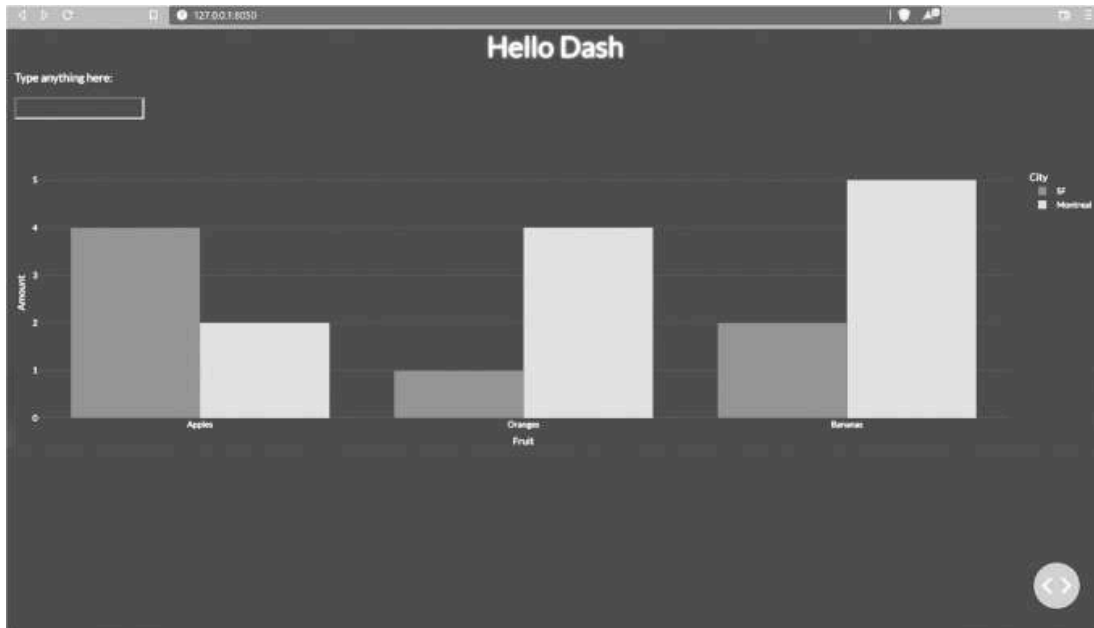 127.0.0.1:8050
Hello Dash
Type anything here:
5
4
3
2
1
0
Amount
Apples
Oranges
Bananas
Fruit
City
SF
Montreal